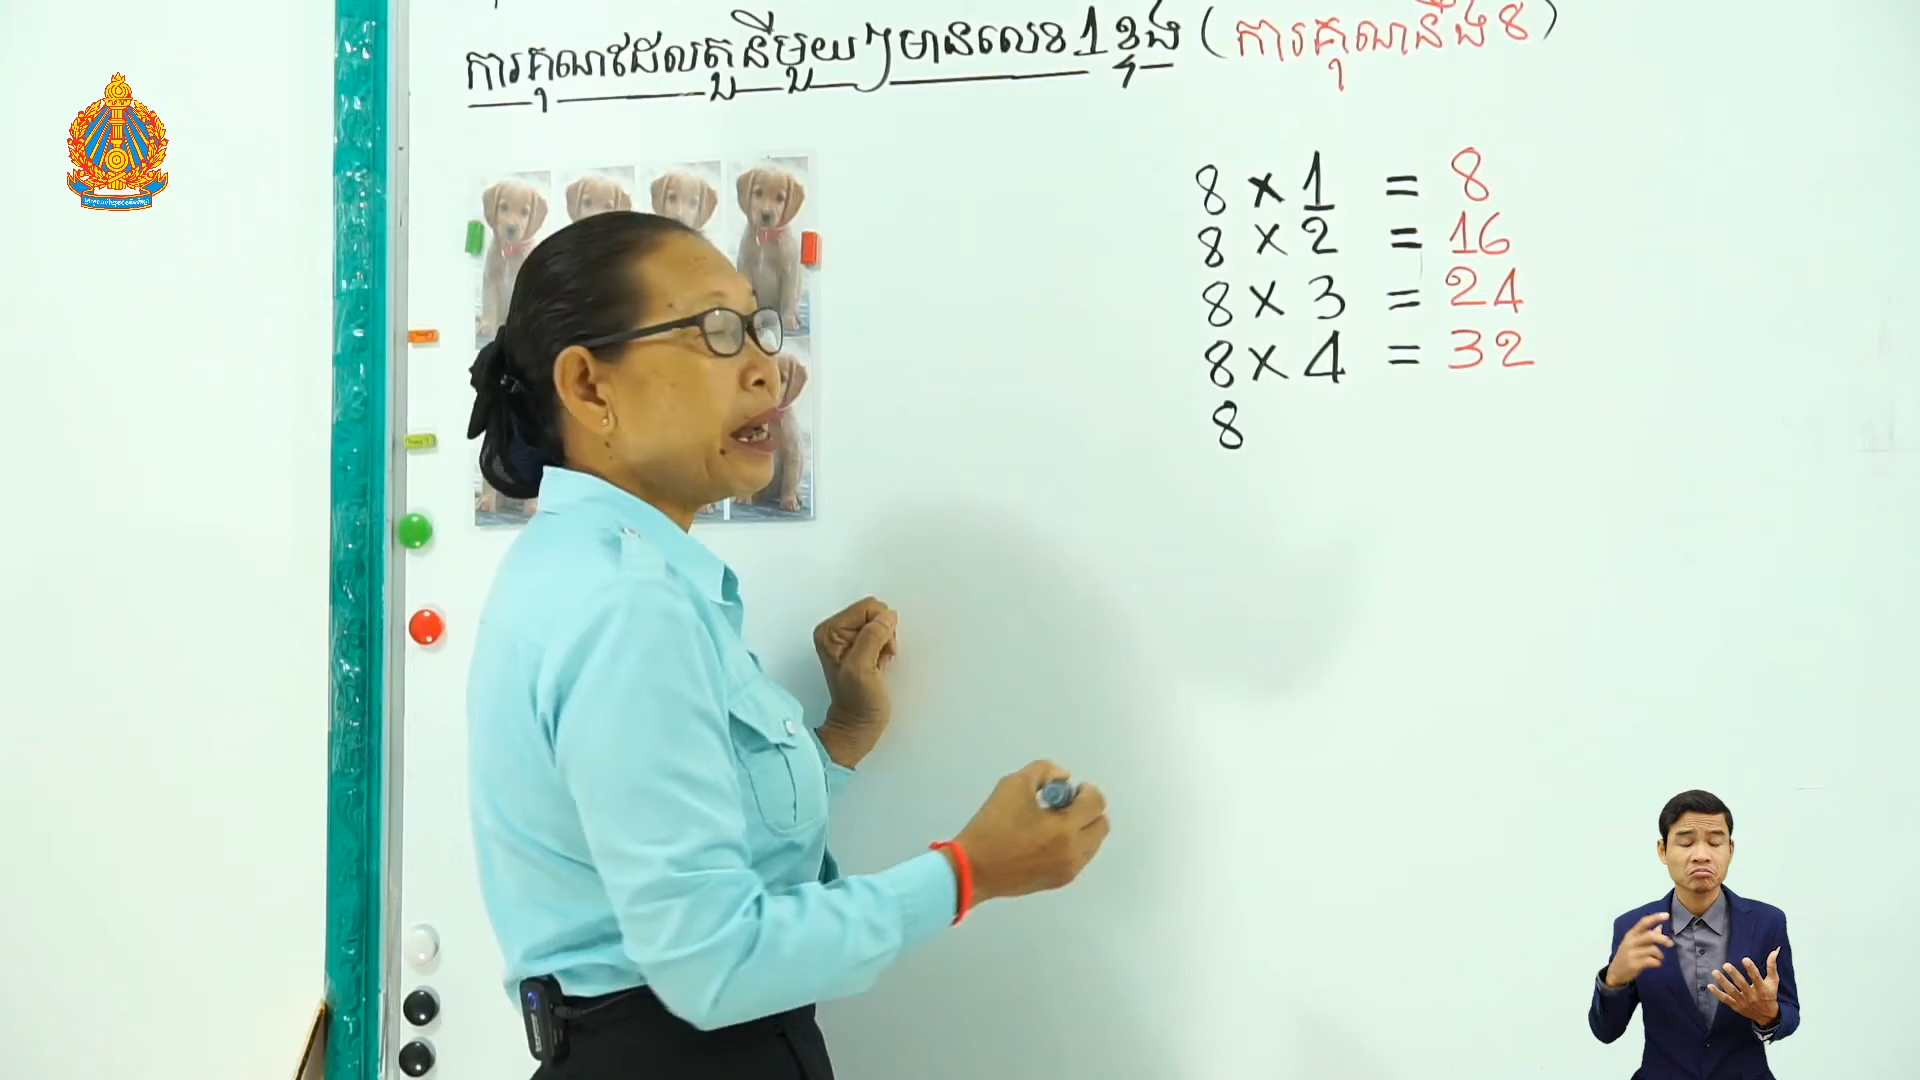 ការគុណដែលតួនីមួយៗមានលេខ1ខ្ទង់ (ការគុណនឹង8)
8 × 1 = 8
8 × 2 = 16
8 × 3 = 24
8 × 4 = 32
8